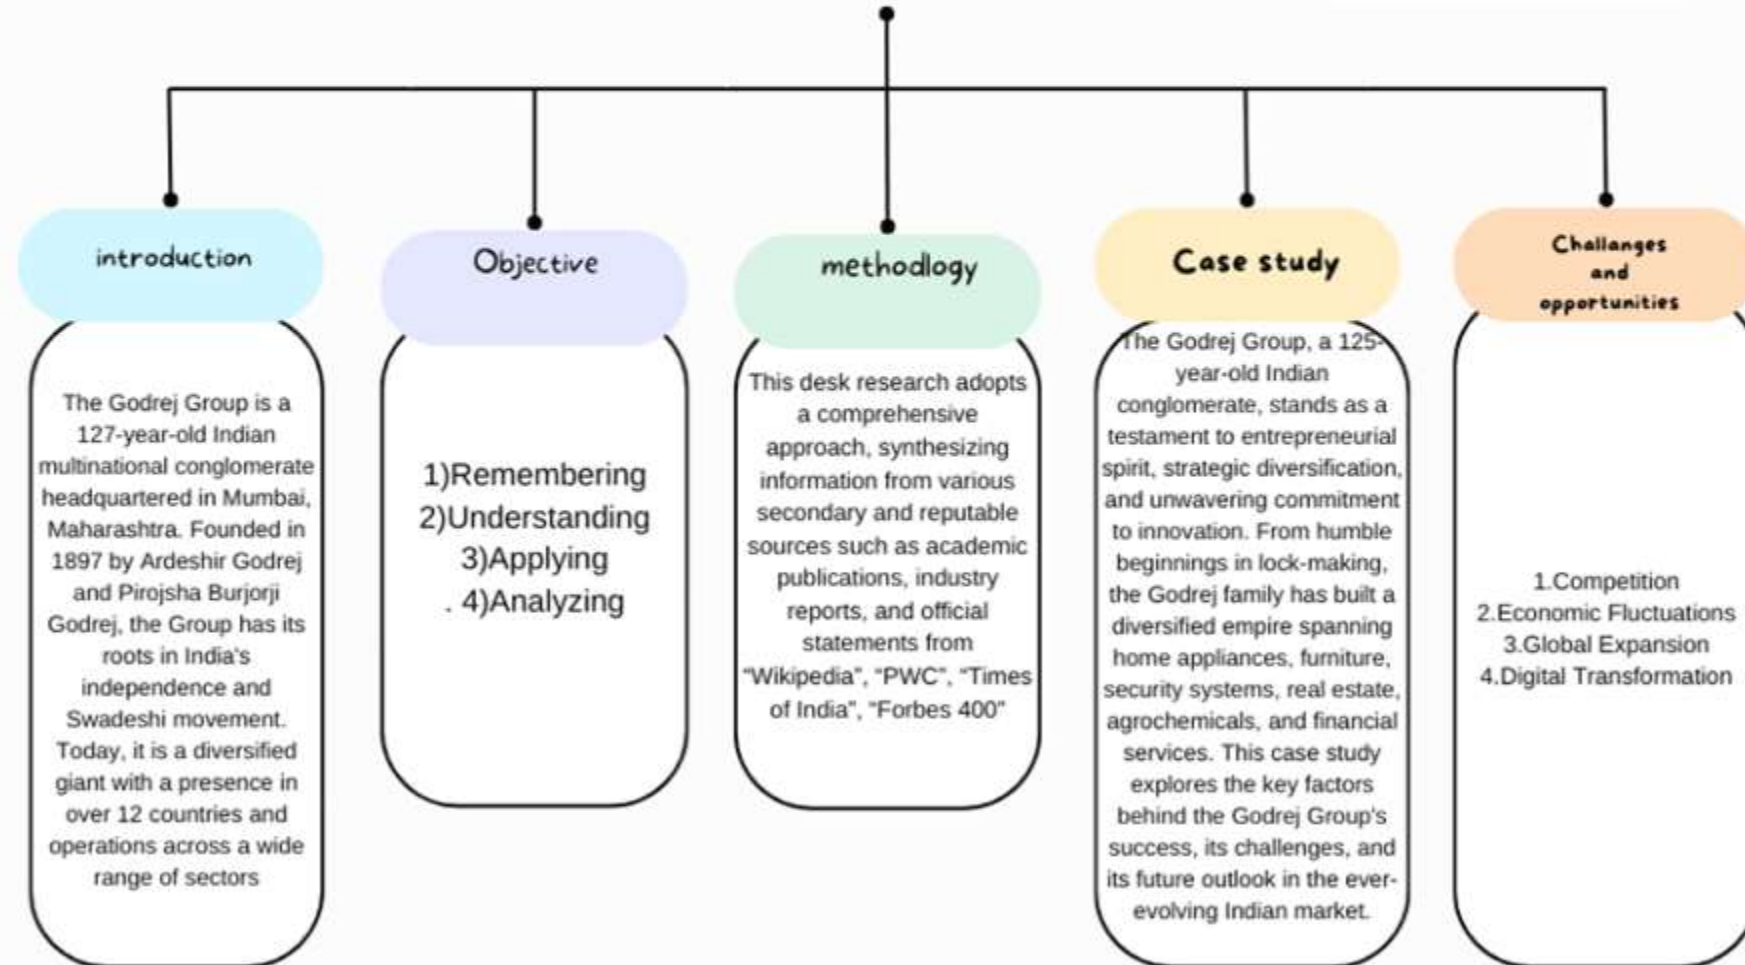 introduction
The Godrej Group is a
127-year-old Indian
multinational conglomerate
headquartered in Mumbai,
Maharashtra. Founded in
1897 by Ardeshir Godrej
and Pirojsha Burjorji
Godrej, the Group has its
roots in India's
independence and
Swadeshi movement.
Today, it is a diversified
giant with a presence in
over 12 countries and
operations across a wide
range of sectors
Objective
1)Remembering
2)Understanding
3)Applying
. 4)Analyzing
methodlogy
This desk research adopts
a comprehensive
approach, synthesizing
information from various
secondary and reputable
sources such as academic
publications, industry
reports, and official
statements from
“Wikipedia”, “PWC”, “Times
of India”, “Forbes 400”
Case study
The Godrej Group, a 125-
year-old Indian
conglomerate, stands as a
testament to entrepreneurial
spirit, strategic diversification,
and unwavering commitment
to innovation. From humble
beginnings in lock-making,
the Godrej family has built a
diversified empire spanning
home appliances, furniture,
security systems, real estate,
agrochemicals, and financial
services. This case study
explores the key factors
behind the Godrej Group's
success, its challenges, and
its future outlook in the ever-
evolving Indian market.
Challanges
and
opportunities
1.Competition
2.Economic Fluctuations
3.Global Expansion
4.Digital Transformation